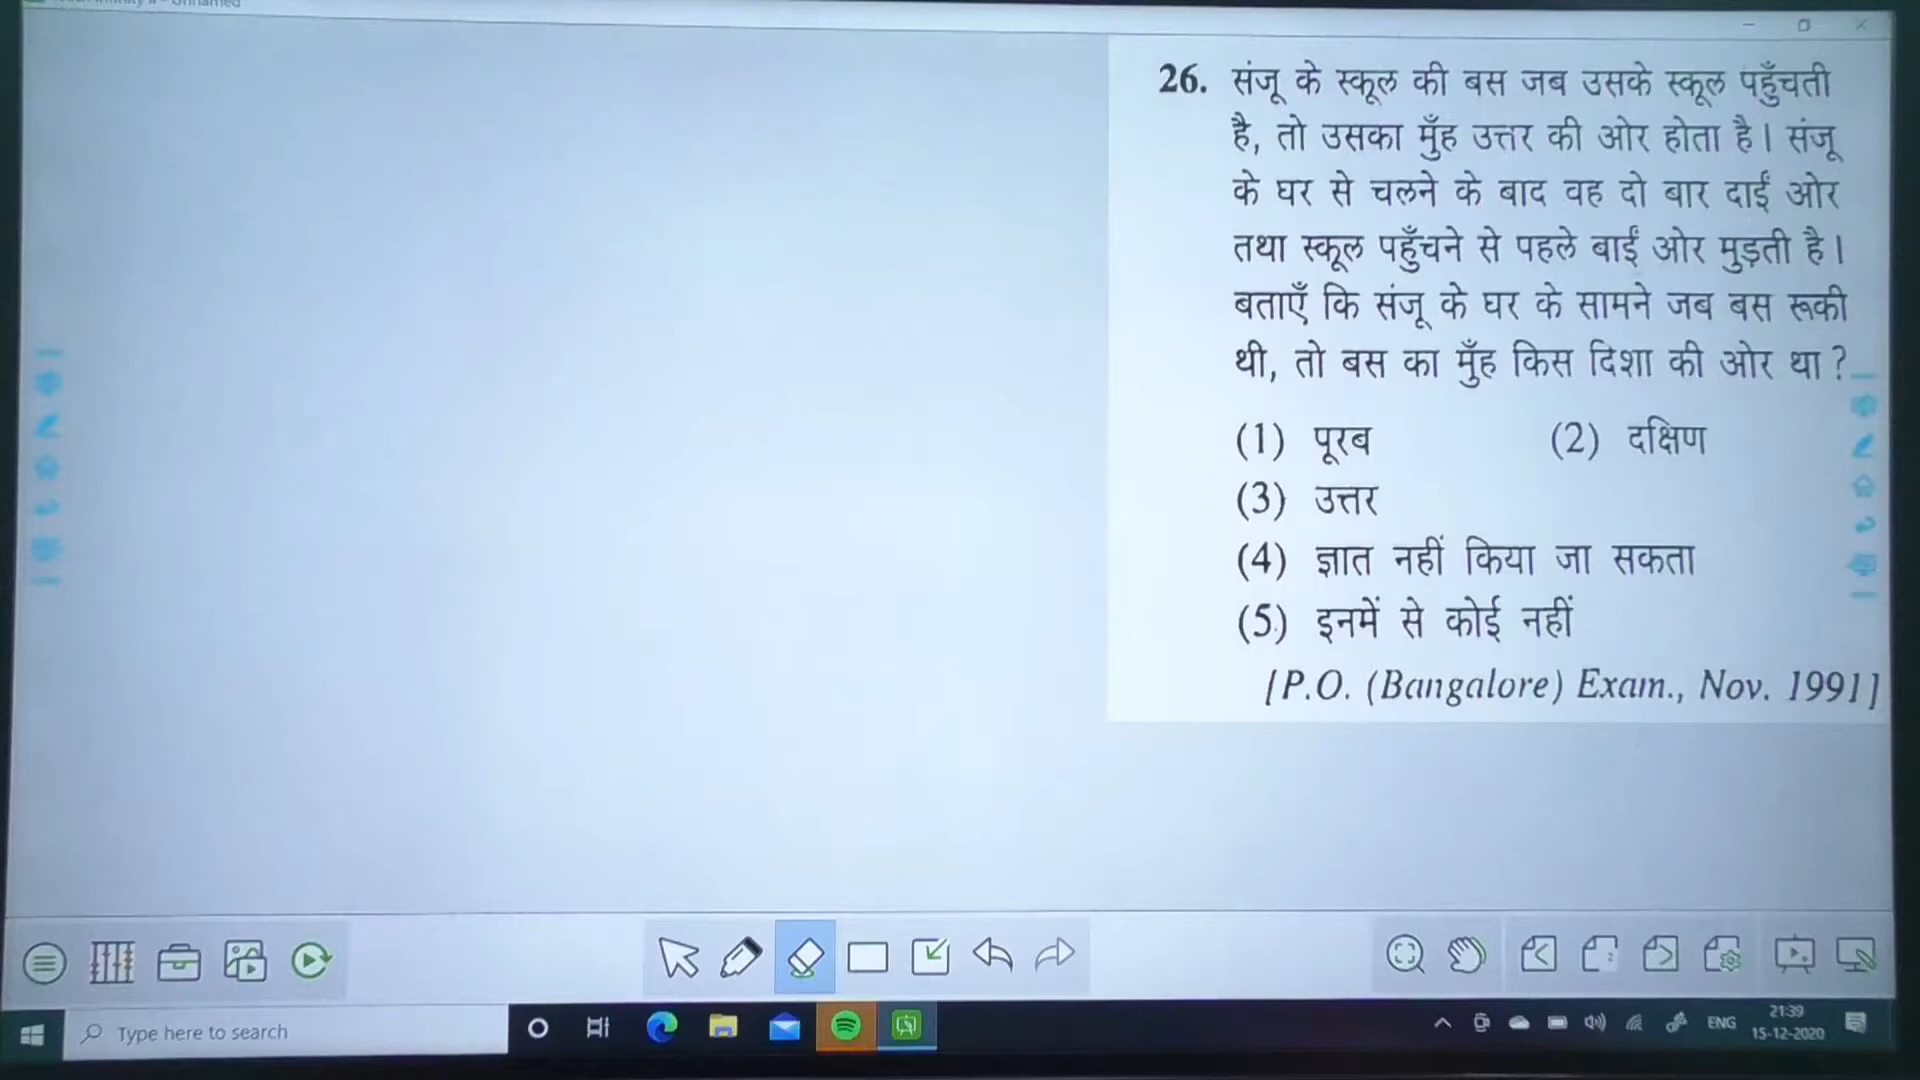 26. संजू के स्कूल की बस जब उसके स्कूल पहुँचती
है, तो उसका मुँह उत्तर की ओर होता है। संजू
के घर से चलने के बाद वह दो बार दाईं ओर
तथा स्कूल पहुँचने से पहले बाईं ओर मुड़ती है।
बताएँ कि संजू के घर के सामने जब बस रूकी
थी, तो बस का मुँह किस दिशा की ओर था ?
(1) पूरब (2) दक्षिण
(3) उत्तर
(4) ज्ञात नहीं किया जा सकता
(5) इनमें से कोई नहीं
[P.O. (Bangalore) Exam., Nov. 1991]
Type here to search
ENG
21:39
15-12-2020